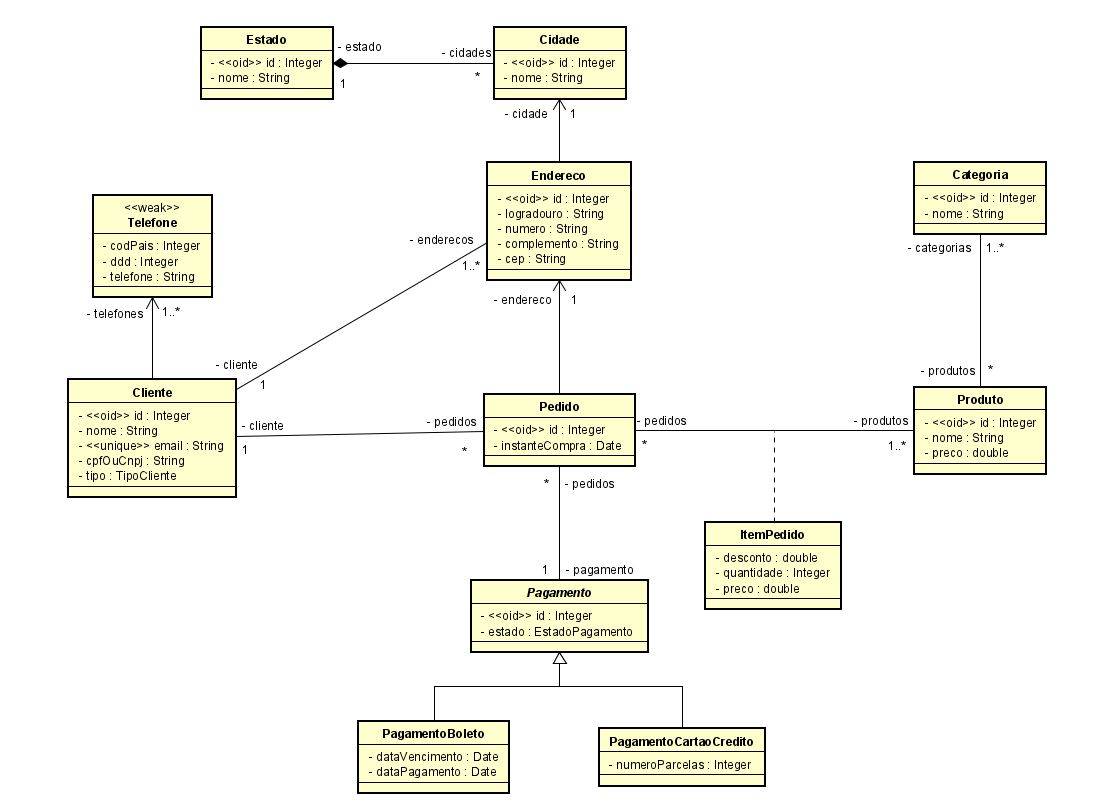 Estado
- <<oid>> id : Integer
- nome : String
- estado
1
- cidades
*
Cidade
- <<oid>> id : Integer
- nome : String
- cidade
1
Endereco
- <<oid>> id : Integer
- logradouro : String
- numero : String
- complemento : String
- cep : String
- enderecos
1..*
- endereco
1
Categoria
- <<oid>> id : Integer
- nome : String
- categorias
1..*
<<weak>>
Telefone
- codPais : Integer
- ddd : Integer
- telefone : String
- telefones
1..*
- cliente
1
Cliente
- <<oid>> id : Integer
- nome : String
- <<unique>> email : String
- cpfOuCnpj : String
- tipo : TipoCliente
- cliente
1
- pedidos
*
Pedido
- <<oid>> id : Integer
- instanteCompra : Date
- pedidos
*
- produtos
1..*
- produtos
*
Produto
- <<oid>> id : Integer
- nome : String
- preco : double
* - pedidos
ItemPedido
- desconto : double
- quantidade : Integer
- preco : double
1 - pagamento
Pagamento
- <<oid>> id : Integer
- estado : EstadoPagamento
PagamentoBoleto
- dataVencimento : Date
- dataPagamento : Date
PagamentoCartaoCredito
- numeroParcelas : Integer